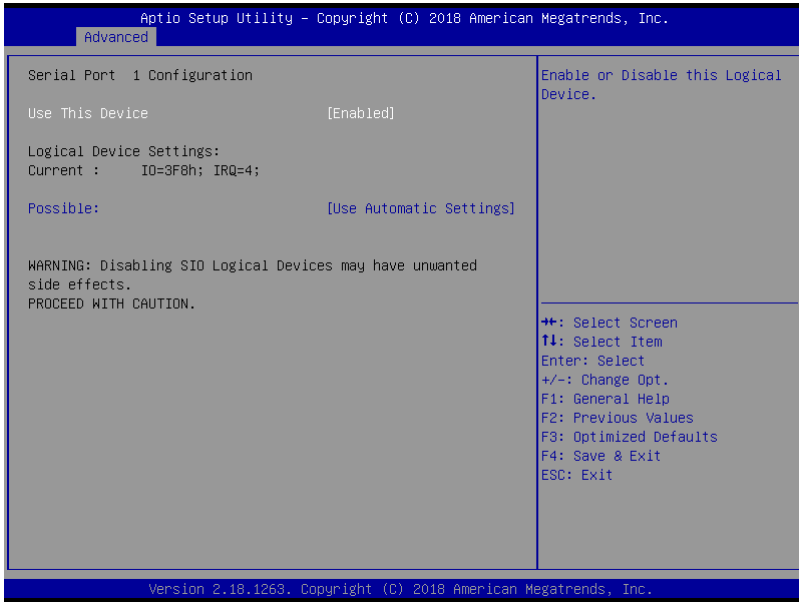 Aptio Setup Utility – Copyright (C) 2018 American Megatrends, Inc.
Advanced
Serial Port  1 Configuration
Use This Device [Enabled]
Logical Device Settings:
Current :     IO=3F8h; IRQ=4;
Possible: [Use Automatic Settings]
WARNING: Disabling SIO Logical Devices may have unwanted
side effects.
PROCEED WITH CAUTION.
Enable or Disable this Logical
Device.
→←: Select Screen
↑↓: Select Item
Enter: Select
+/-: Change Opt.
F1: General Help
F2: Previous Values
F3: Optimized Defaults
F4: Save & Exit
ESC: Exit
Version 2.18.1263. Copyright (C) 2018 American Megatrends, Inc.